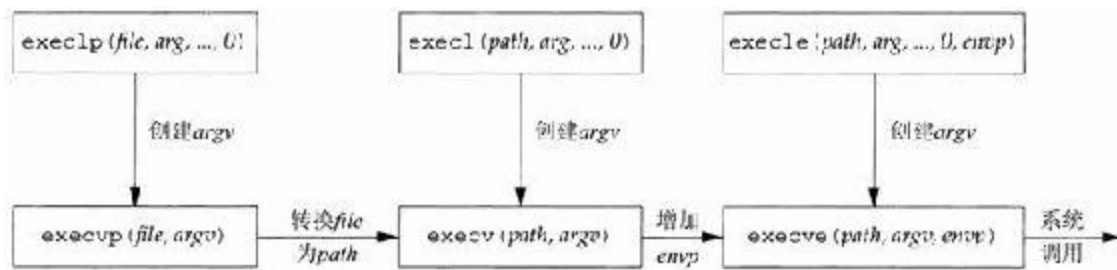 execlp(file, arg, ..., 0)
execl(path, arg, ..., 0)
execle(path, arg, ..., 0, envp)
创建argv
创建argv
创建argv
execvp(file, argv)
转换file
为path
execv(path, argv)
增加
envp
execve(path, argv, envp)
系统
调用